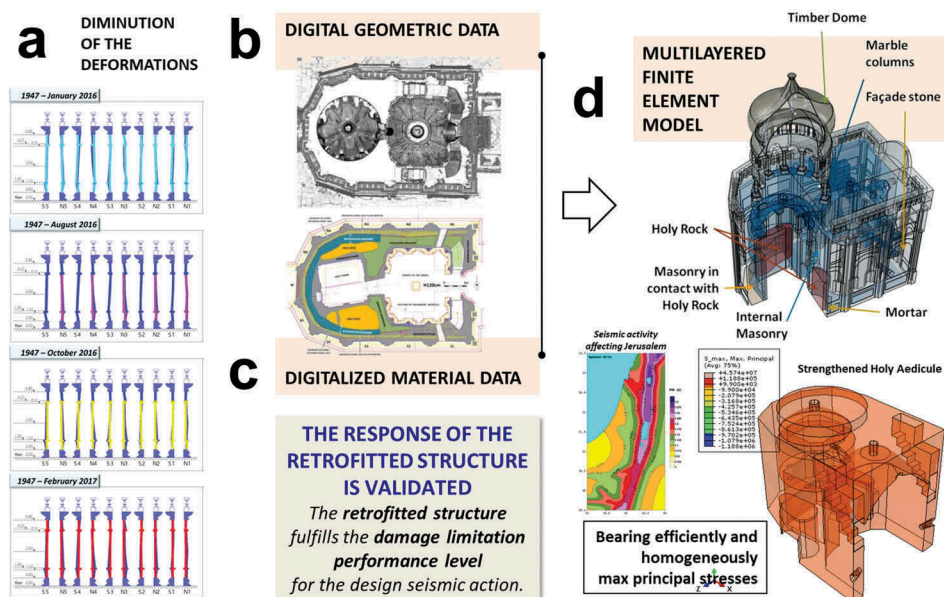 a
DIMINUTION
OF THE
DEFORMATIONS
1947 – January 2016
S5 N5 S4 N4 S3 N3 S2 N2 S1 N1
1947 – August 2016
S5 N5 S4 N4 S3 N3 S2 N2 S1 N1
1947 – October 2016
S5 N5 S4 N4 S3 N3 S2 N2 S1 N1
1947 – February 2017
S5 N5 S4 N4 S3 N3 S2 N2 S1 N1
b
DIGITAL GEOMETRIC DATA
H120cm
c
DIGITALIZED MATERIAL DATA
THE RESPONSE OF THE
RETROFITTED STRUCTURE
IS VALIDATED
The retrofitted structure
fulfills the damage limitation
performance level
for the design seismic action.
d
MULTILAYERED
FINITE
ELEMENT
MODEL
Timber Dome
Marble
columns
Façade stone
Holy Rock
Masonry in
contact with
Holy Rock
Internal
Masonry
Mortar
Seismic activity
affecting Jerusalem
S_max, Max. Principal
(Avg: 75%)
+4.574e+07
+1.188e+05
+9.900e+03
-9.900e+04
-2.079e+05
-3.168e+05
-4.257e+05
-5.346e+05
-6.435e+05
-7.524e+05
-8.613e+05
-9.702e+05
-1.079e+06
-1.188e+06
Strengthened Holy Aedicule
Bearing efficiently and
homogeneously
max principal stresses
Z X